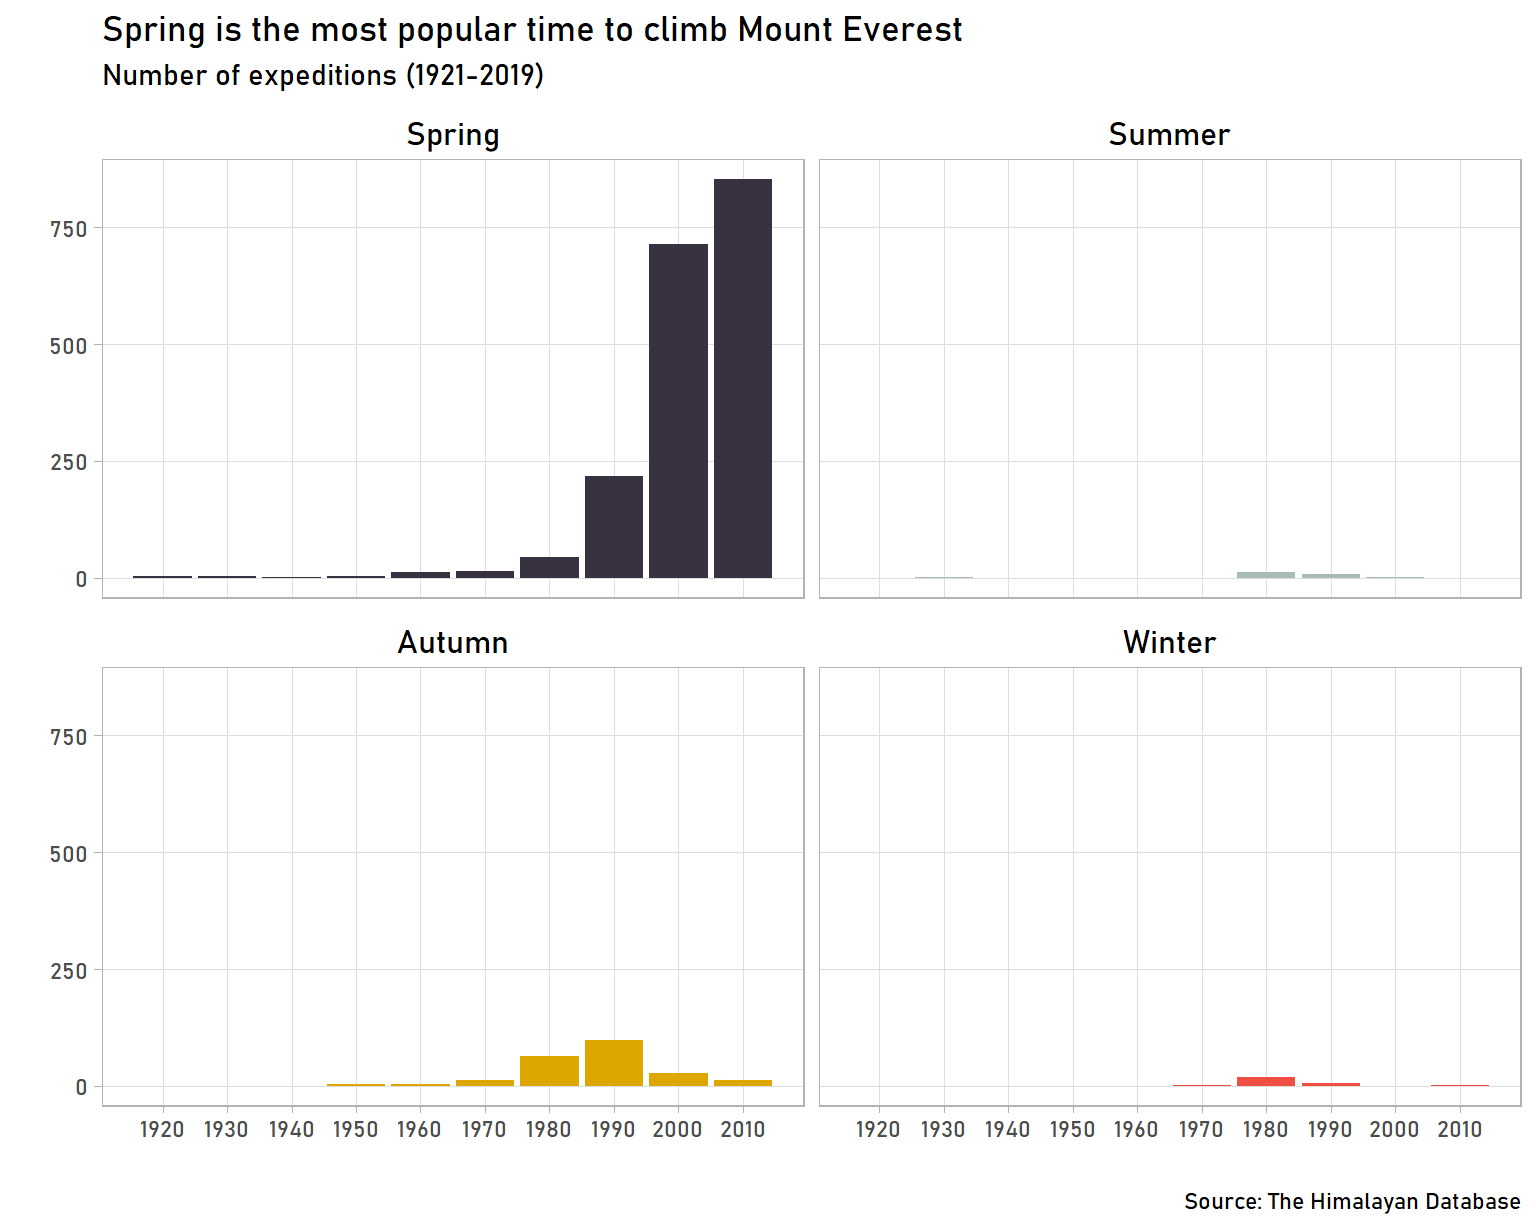 Spring is the most popular time to climb Mount Everest
Number of expeditions (1921-2019)
Spring
Summer
750
500
250
0
Autumn
Winter
750
500
250
0
1920 1930 1940 1950 1960 1970 1980 1990 2000 2010
1920 1930 1940 1950 1960 1970 1980 1990 2000 2010
Source: The Himalayan Database